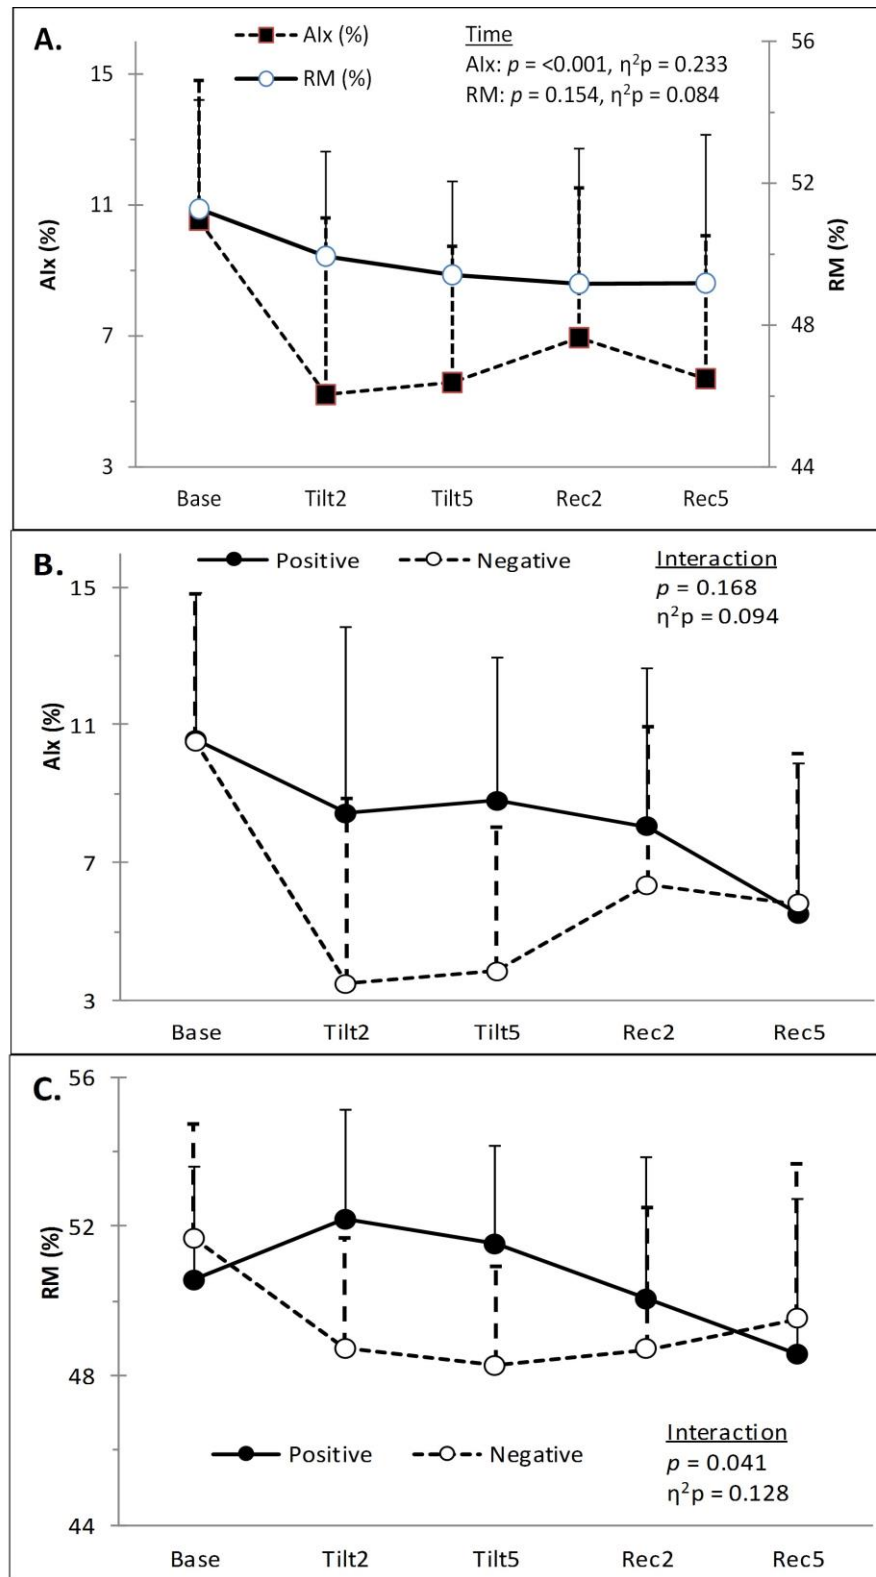 A.
AIx (%)
RM (%)
Time
AIx: p = <0.001, η²p = 0.233
RM: p = 0.154, η²p = 0.084
15
11
7
3
AIx (%)
56
52
48
44
RM (%)
Base Tilt2 Tilt5 Rec2 Rec5
B.
Positive Negative
Interaction
p = 0.168
η²p = 0.094
15
11
7
3
AIx (%)
Base Tilt2 Tilt5 Rec2 Rec5
C.
56
52
48
44
RM (%)
Positive Negative
Interaction
p = 0.041
η²p = 0.128
Base Tilt2 Tilt5 Rec2 Rec5